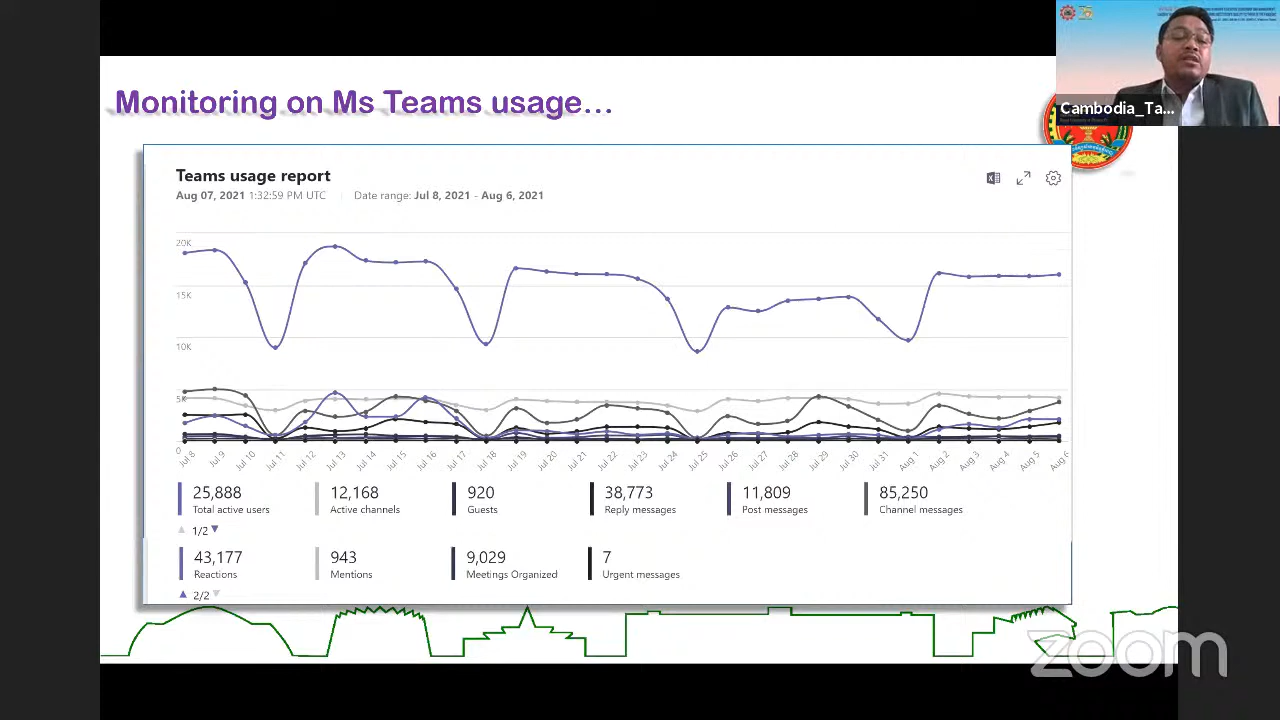 Monitoring on Ms Teams usage...
Cambodia_Ta...
Teams usage report
Aug 07, 2021 1:32:59 PM UTC Date range: Jul 8, 2021 - Aug 6, 2021
20K
15K
10K
5K
0
Jul 8 Jul 9 Jul 10 Jul 11 Jul 12 Jul 13 Jul 14 Jul 15 Jul 16 Jul 17 Jul 18 Jul 19 Jul 20 Jul 21 Jul 22 Jul 23 Jul 24 Jul 25 Jul 26 Jul 27 Jul 28 Jul 29 Jul 30 Jul 31 Aug 1 Aug 2 Aug 3 Aug 4 Aug 5 Aug 6
25,888 12,168 920 38,773 11,809 85,250
Total active users Active channels Guests Reply messages Post messages Channel messages
1/2
43,177 943 9,029 7
Reactions Mentions Meetings Organized Urgent messages
2/2
zoom